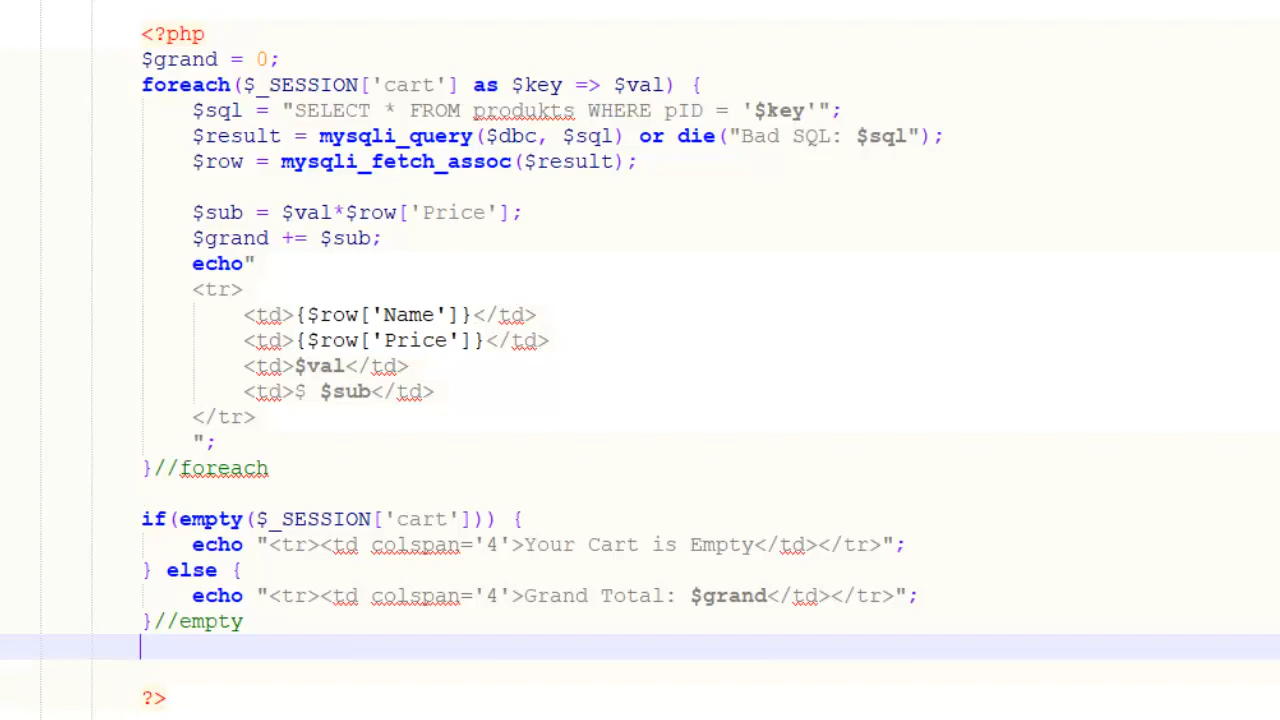 <?php
$grand = 0;
foreach($_SESSION['cart'] as $key => $val) {
$sql = "SELECT * FROM produkts WHERE pID = '$key'";
$result = mysqli_query($dbc, $sql) or die("Bad SQL: $sql");
$row = mysqli_fetch_assoc($result);
$sub = $val*$row['Price'];
$grand += $sub;
echo"
<tr>
<td>{$row['Name']}</td>
<td>{$row['Price']}</td>
<td>$val</td>
<td>$ $sub</td>
</tr>
";
}//foreach
if(empty($_SESSION['cart'])) {
echo "<tr><td colspan='4'>Your Cart is Empty</td></tr>";
} else {
echo "<tr><td colspan='4'>Grand Total: $grand</td></tr>";
}//empty
?>